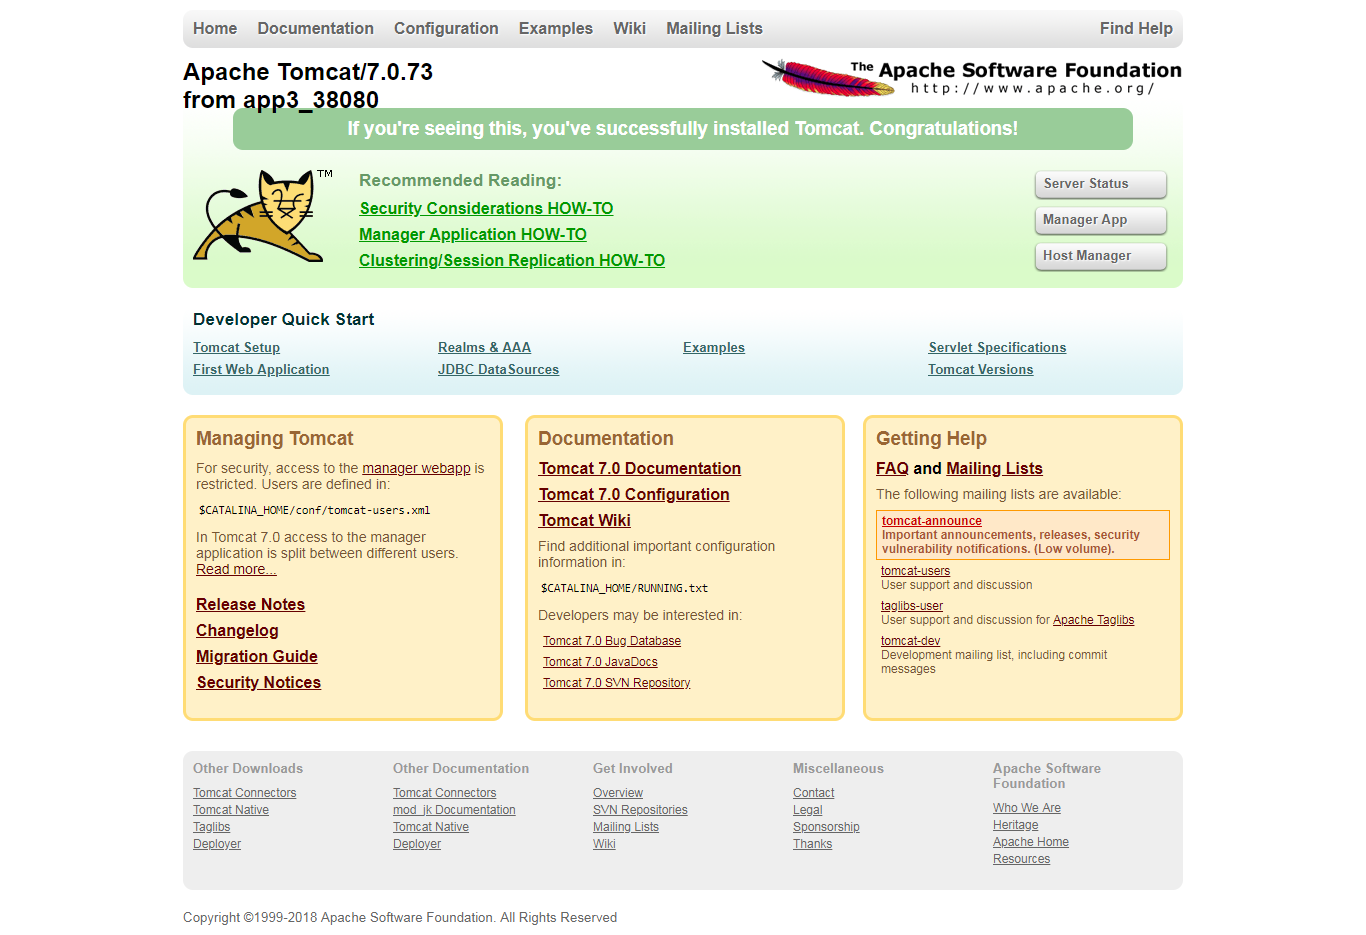 Home Documentation Configuration Examples Wiki Mailing Lists Find Help
Apache Tomcat/7.0.73
from app3_38080
The Apache Software Foundation
http://www.apache.org/
If you're seeing this, you've successfully installed Tomcat. Congratulations!
TM
Recommended Reading:
Security Considerations HOW-TO
Manager Application HOW-TO
Clustering/Session Replication HOW-TO
Server Status
Manager App
Host Manager
Developer Quick Start
Tomcat Setup
First Web Application
Realms & AAA
JDBC DataSources
Examples
Servlet Specifications
Tomcat Versions
Managing Tomcat
For security, access to the manager webapp is
restricted. Users are defined in:
$CATALINA_HOME/conf/tomcat-users.xml
In Tomcat 7.0 access to the manager
application is split between different users.
Read more...
Release Notes
Changelog
Migration Guide
Security Notices
Documentation
Tomcat 7.0 Documentation
Tomcat 7.0 Configuration
Tomcat Wiki
Find additional important configuration
information in:
$CATALINA_HOME/RUNNING.txt
Developers may be interested in:
Tomcat 7.0 Bug Database
Tomcat 7.0 JavaDocs
Tomcat 7.0 SVN Repository
Getting Help
FAQ and Mailing Lists
The following mailing lists are available:
tomcat-announce
Important announcements, releases, security
vulnerability notifications. (Low volume).
tomcat-users
User support and discussion
taglibs-user
User support and discussion for Apache Taglibs
tomcat-dev
Development mailing list, including commit
messages
Other Downloads
Tomcat Connectors
Tomcat Native
Taglibs
Deployer
Other Documentation
Tomcat Connectors
mod_jk Documentation
Tomcat Native
Deployer
Get Involved
Overview
SVN Repositories
Mailing Lists
Wiki
Miscellaneous
Contact
Legal
Sponsorship
Thanks
Apache Software
Foundation
Who We Are
Heritage
Apache Home
Resources
Copyright ©1999-2018 Apache Software Foundation. All Rights Reserved